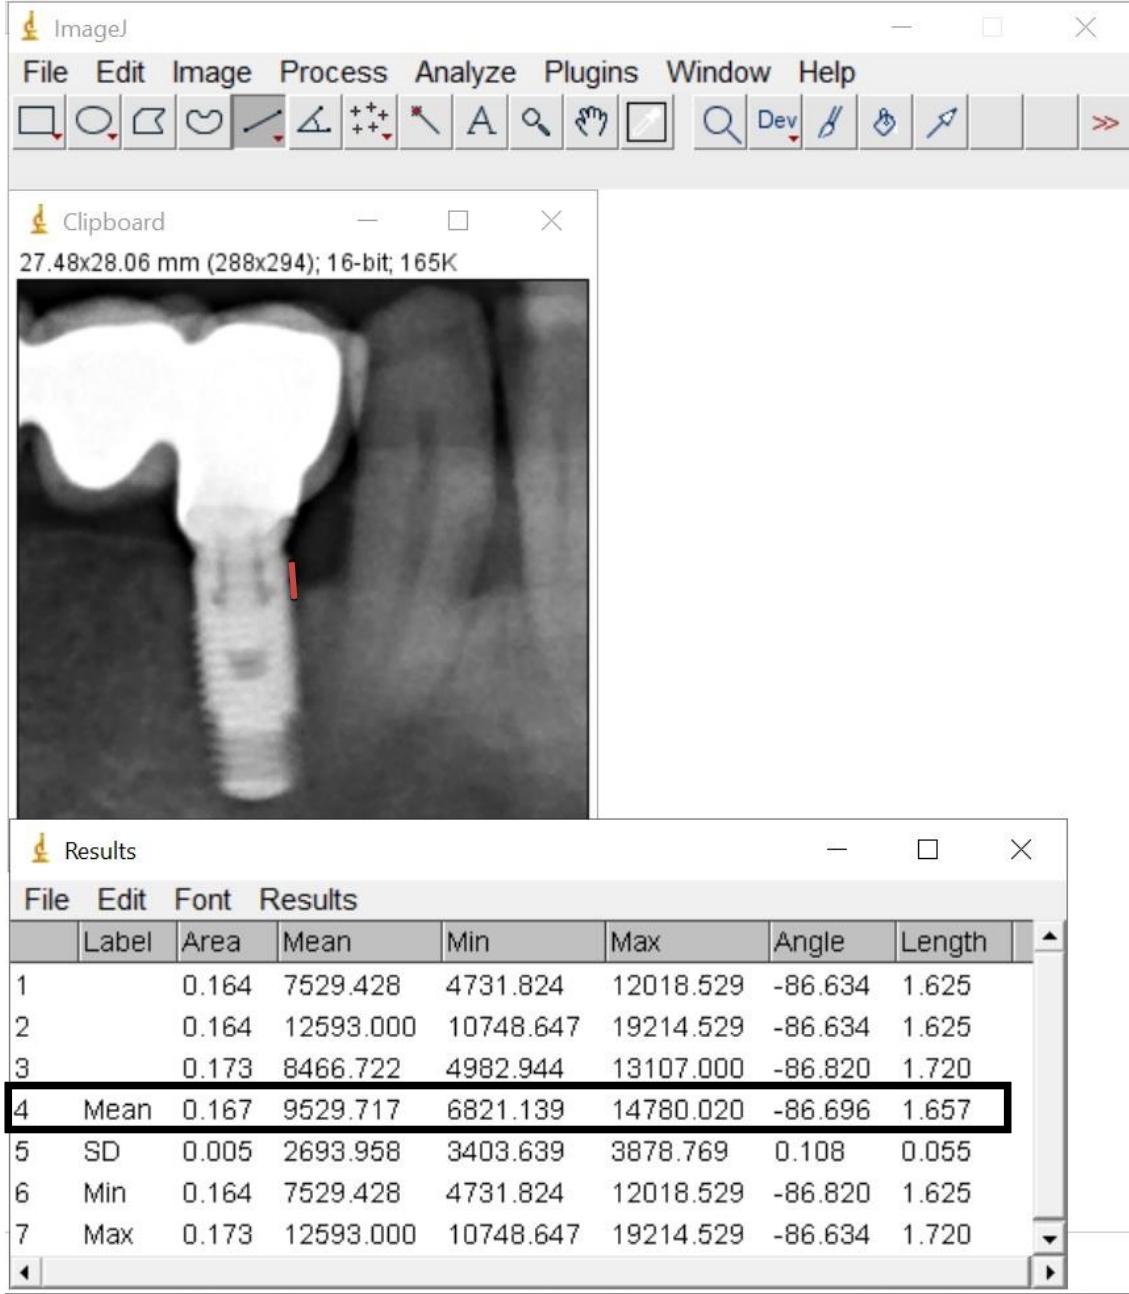 ImageJ
File Edit Image Process Analyze Plugins Window Help
A Dev >>
Clipboard
27.48x28.06 mm (288x294); 16-bit; 165K
Results
File Edit Font Results
Label Area Mean Min Max Angle Length
1 0.164 7529.428 4731.824 12018.529 -86.634 1.625
2 0.164 12593.000 10748.647 19214.529 -86.634 1.625
3 0.173 8466.722 4982.944 13107.000 -86.820 1.720
4 Mean 0.167 9529.717 6821.139 14780.020 -86.696 1.657
5 SD 0.005 2693.958 3403.639 3878.769 0.108 0.055
6 Min 0.164 7529.428 4731.824 12018.529 -86.820 1.625
7 Max 0.173 12593.000 10748.647 19214.529 -86.634 1.720